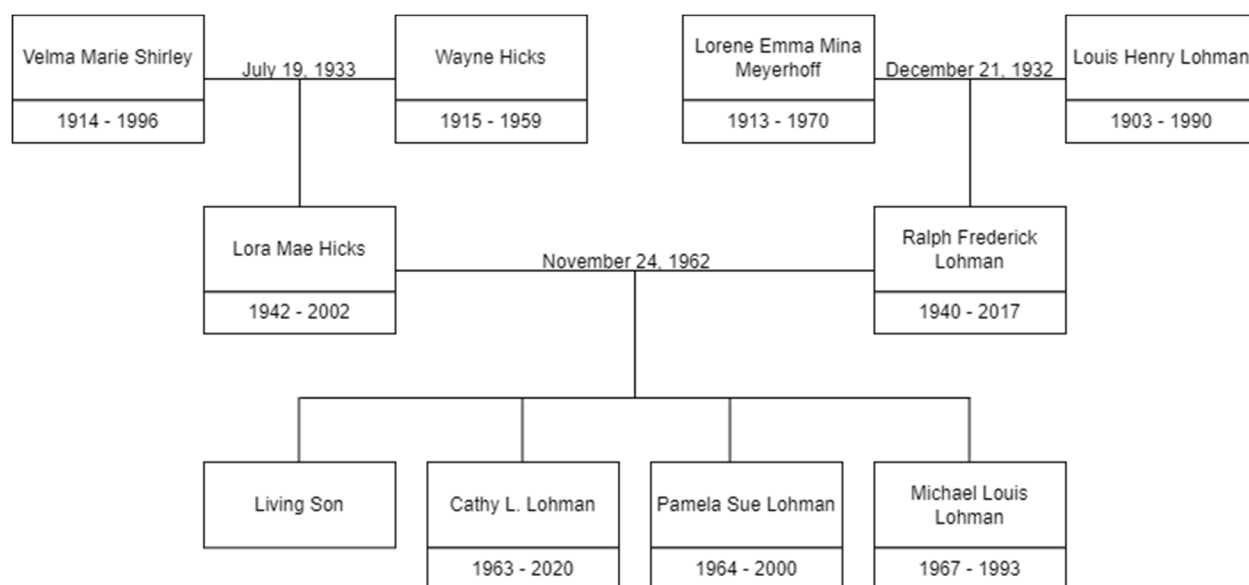 Velma Marie Shirley
July 19, 1933
Wayne Hicks
Lorene Emma Mina
Meyerhoff
December 21, 1932
Louis Henry Lohman
1914 - 1996
1915 - 1959
1913 - 1970
1903 - 1990
Lora Mae Hicks
November 24, 1962
Ralph Frederick
Lohman
1942 - 2002
1940 - 2017
Living Son
Cathy L. Lohman
Pamela Sue Lohman
Michael Louis
Lohman
1963 - 2020
1964 - 2000
1967 - 1993